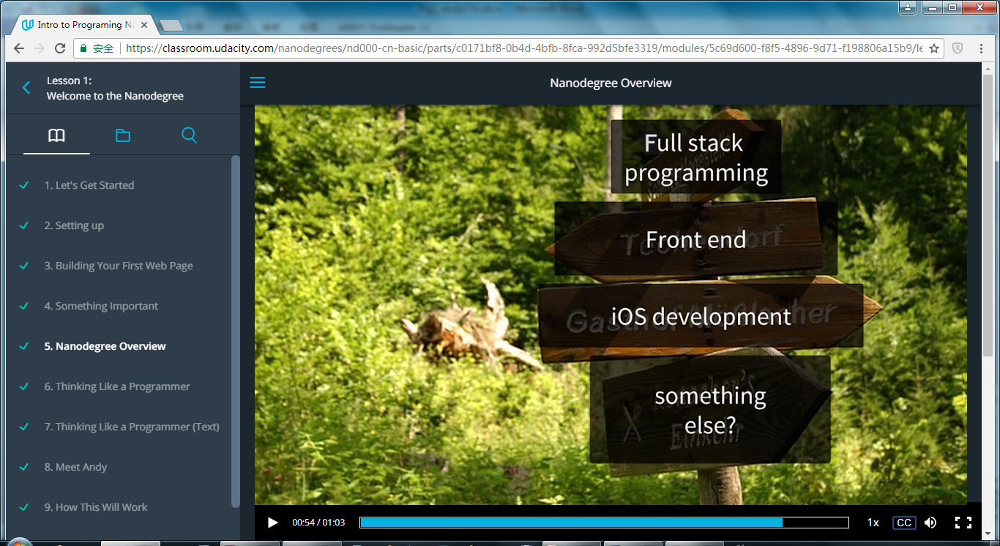 Intro to Programing Na
安全
https://classroom.udacity.com/nanodegrees/nd000-cn-basic/parts/c0171bf8-0b4d-4bfb-8fca-992d5bfe3319/modules/5c69d600-f8f5-4896-9d71-f198806a15b9/le
Lesson 1:
Welcome to the Nanodegree
Nanodegree Overview
1. Let's Get Started
2. Setting up
3. Building Your First Web Page
4. Something Important
5. Nanodegree Overview
6. Thinking Like a Programmer
7. Thinking Like a Programmer (Text)
8. Meet Andy
9. How This Will Work
Full stack
programming
Front end
iOS development
something
else?
00:54 / 01:03
1x
CC